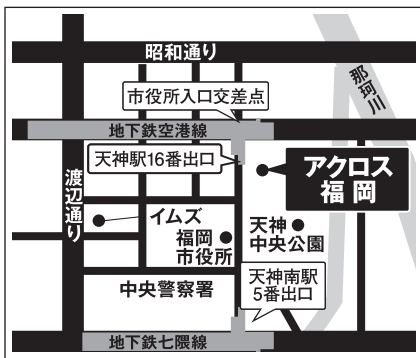 昭和通り
那珂川
市役所入口交差点
地下鉄空港線
天神駅16番出口
アクロス
福岡
渡辺通り
イムズ
福岡
市役所
天神
中央公園
中央警察署
天神南駅
5番出口
地下鉄七隈線